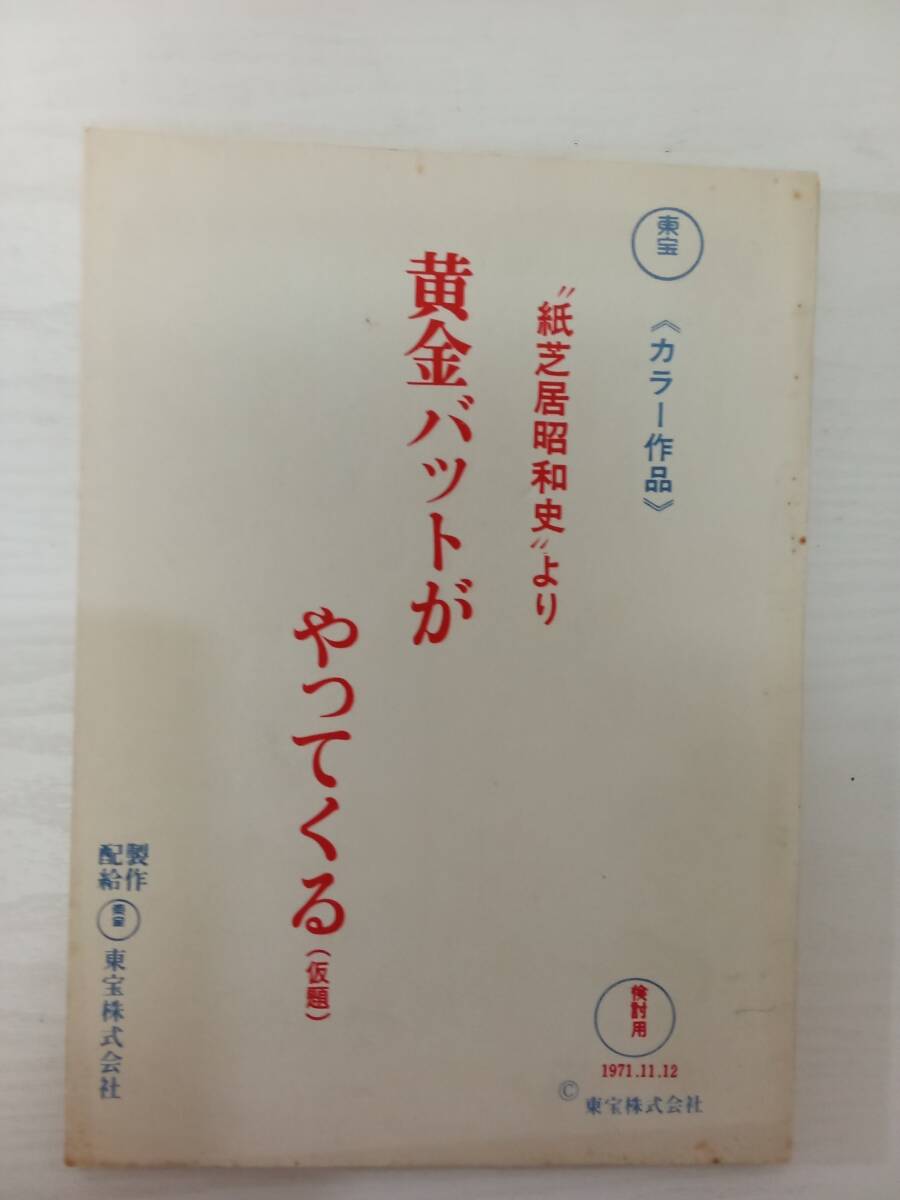 東宝
《カラー作品》
“紙芝居昭和史”より
黄金バットが
やってくる(仮題)
検討用
1971.11.12
© 東宝株式会社
製作
配給
東宝
東宝株式会社